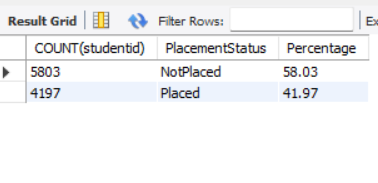 Result Grid Filter Rows: Ex
COUNT(studentid) PlacementStatus Percentage
5803 NotPlaced 58.03
4197 Placed 41.97